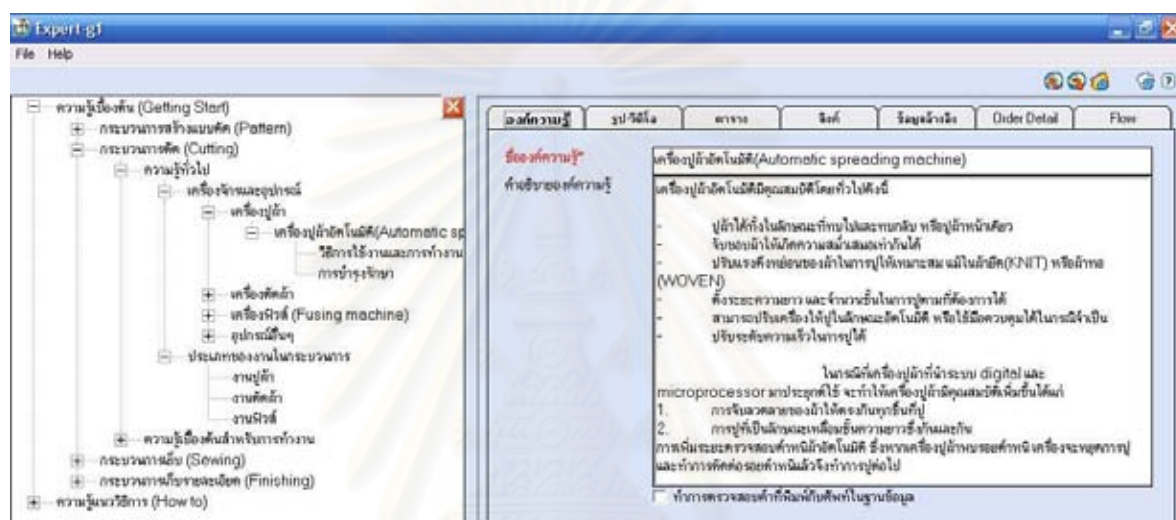 Expert-g1
File Help
ความรู้เบื้องต้น (Getting Start)
กระบวนการสร้างแบบตัด (Pattern)
กระบวนการตัด (Cutting)
ความรู้ทั่วไป
เครื่องจักรและอุปกรณ์
เครื่องปูผ้า
เครื่องปูผ้าอัตโนมัติ(Automatic sp
วิธีการใช้งานและการทำงาน
การบำรุงรักษา
เครื่องตัดผ้า
เครื่องฟิวส์ (Fusing machine)
อุปกรณ์อื่นๆ
ประเภทของงานในกระบวนการ
งานปูผ้า
งานตัดผ้า
งานฟิวส์
ความรู้เบื้องต้นสำหรับการทำงาน
กระบวนการเย็บ (Sewing)
กระบวนการเก็บรายละเอียด (Finishing)
ความรู้แนววิธีการ (How to)
องค์ความรู้ รูป-วีดีโอ ตาราง ลิงค์ ข้อมูลอ้างอิง Order Detail Flow
ชื่อองค์ความรู้* เครื่องปูผ้าอัตโนมัติ(Automatic spreading machine)
คำอธิบายองค์ความรู้ เครื่องปูผ้าอัตโนมัติมีคุณสมบัติโดยทั่วไปดังนี้
- ปูผ้าได้ทั้งในลักษณะที่ทบไปและทบกลับ หรือปูผ้าหน้าเดียว
- จับขอบผ้าให้เกิดความสม่ำเสมอเท่ากันได้
- ปรับแรงตึงหย่อนของผ้าในการปูให้เหมาะสม แม้ในผ้ายืด(KNIT) หรือผ้าทอ
(WOVEN)
- ตั้งระยะความยาว และจำนวนชั้นในการปูตามที่ต้องการได้
- สามารถปรับเครื่องให้ปูในลักษณะอัตโนมัติ หรือใช้มือควบคุมได้ในกรณีจำเป็น
- ปรับระดับความเร็วในการปูได้
ในกรณีที่เครื่องปูผ้าที่นำระบบ digital และ
microprocessor มาประยุกต์ใช้ จะทำให้เครื่องปูผ้ามีคุณสมบัติเพิ่มขึ้นได้แก่
1. การจับลวดลายของผ้าให้ตรงกันทุกชั้นที่ปู
2. การปูที่เป็นลักษณะเหลื่อมชั้นความยาวซึ่งกันและกัน
การเพิ่มระยะตรวจสอบตำหนิผ้าอัตโนมัติ ซึ่งหากเครื่องปูผ้าพบรอยตำหนิ เครื่องจะหยุดการปู
และทำการตัดต่อรอยตำหนิแล้วจึงทำการปูต่อไป
ทำการตรวจสอบคำที่พิมพ์กับศัพท์ในฐานข้อมูล